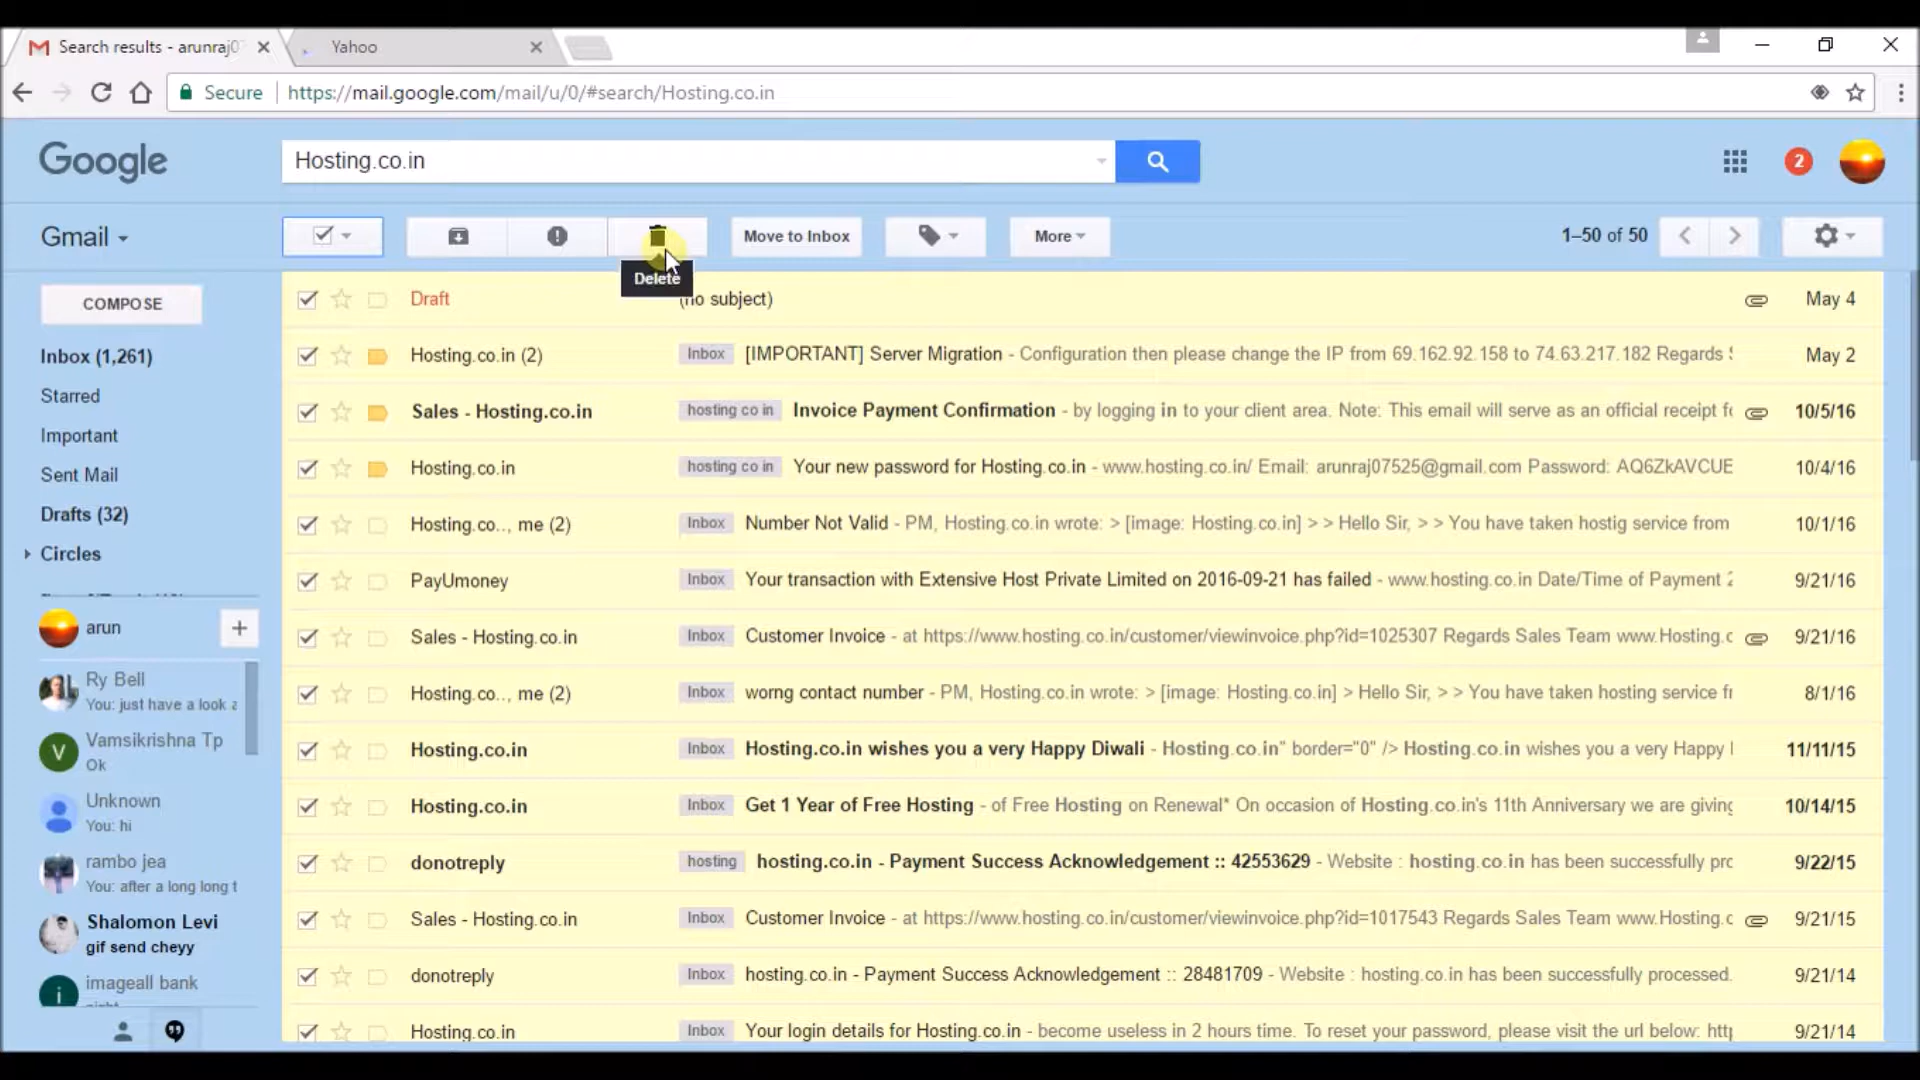 Search results - arunraj07
Yahoo
Secure
https://mail.google.com/mail/u/0/#search/Hosting.co.in
Google
Hosting.co.in
2
Gmail
Move to Inbox
More
1–50 of 50
Delete
COMPOSE
Inbox (1,261)
Starred
Important
Sent Mail
Drafts (32)
Circles
arun
Ry Bell
You: just have a look a
Vamsikrishna Tp
Ok
Unknown
You: hi
rambo jea
You: after a long long t
Shalomon Levi
gif send cheyy
imageall bank
Draft (no subject) May 4
Hosting.co.in (2) Inbox [IMPORTANT] Server Migration - Configuration then please change the IP from 69.162.92.158 to 74.63.217.182 Regards May 2
Sales - Hosting.co.in hosting co in Invoice Payment Confirmation - by logging in to your client area. Note: This email will serve as an official receipt fo 10/5/16
Hosting.co.in hosting co in Your new password for Hosting.co.in - www.hosting.co.in/ Email: arunraj07525@gmail.com Password: AQ6ZkAVCUE 10/4/16
Hosting.co.., me (2) Inbox Number Not Valid - PM, Hosting.co.in wrote: > [image: Hosting.co.in] > > Hello Sir, > > You have taken hostig service from 10/1/16
PayUmoney Inbox Your transaction with Extensive Host Private Limited on 2016-09-21 has failed - www.hosting.co.in Date/Time of Payment 2 9/21/16
Sales - Hosting.co.in Inbox Customer Invoice - at https://www.hosting.co.in/customer/viewinvoice.php?id=1025307 Regards Sales Team www.Hosting.c 9/21/16
Hosting.co.., me (2) Inbox worng contact number - PM, Hosting.co.in wrote: > [image: Hosting.co.in] > Hello Sir, > > You have taken hosting service fr 8/1/16
Hosting.co.in Inbox Hosting.co.in wishes you a very Happy Diwali - Hosting.co.in" border="0" /> Hosting.co.in wishes you a very Happy 11/11/15
Hosting.co.in Inbox Get 1 Year of Free Hosting - of Free Hosting on Renewal* On occasion of Hosting.co.in's 11th Anniversary we are giving 10/14/15
donotreply hosting hosting.co.in - Payment Success Acknowledgement :: 42553629 - Website : hosting.co.in has been successfully prc 9/22/15
Sales - Hosting.co.in Inbox Customer Invoice - at https://www.hosting.co.in/customer/viewinvoice.php?id=1017543 Regards Sales Team www.Hosting.c 9/21/15
donotreply Inbox hosting.co.in - Payment Success Acknowledgement :: 28481709 - Website : hosting.co.in has been successfully processed. 9/21/14
Hosting.co.in Inbox Your login details for Hosting.co.in - become useless in 2 hours time. To reset your password, please visit the url below: http 9/21/14